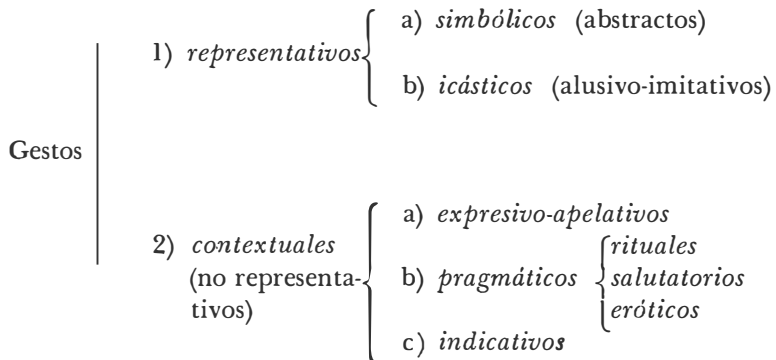 a) simbólicos (abstractos)
1) representativos
b) icásticos (alusivo-imitativos)
Gestos
a) expresivo-apelativos
2) contextuales
(no representa-
tivos)
rituales
b) pragmáticos
salutatorios
eróticos
c) indicativos